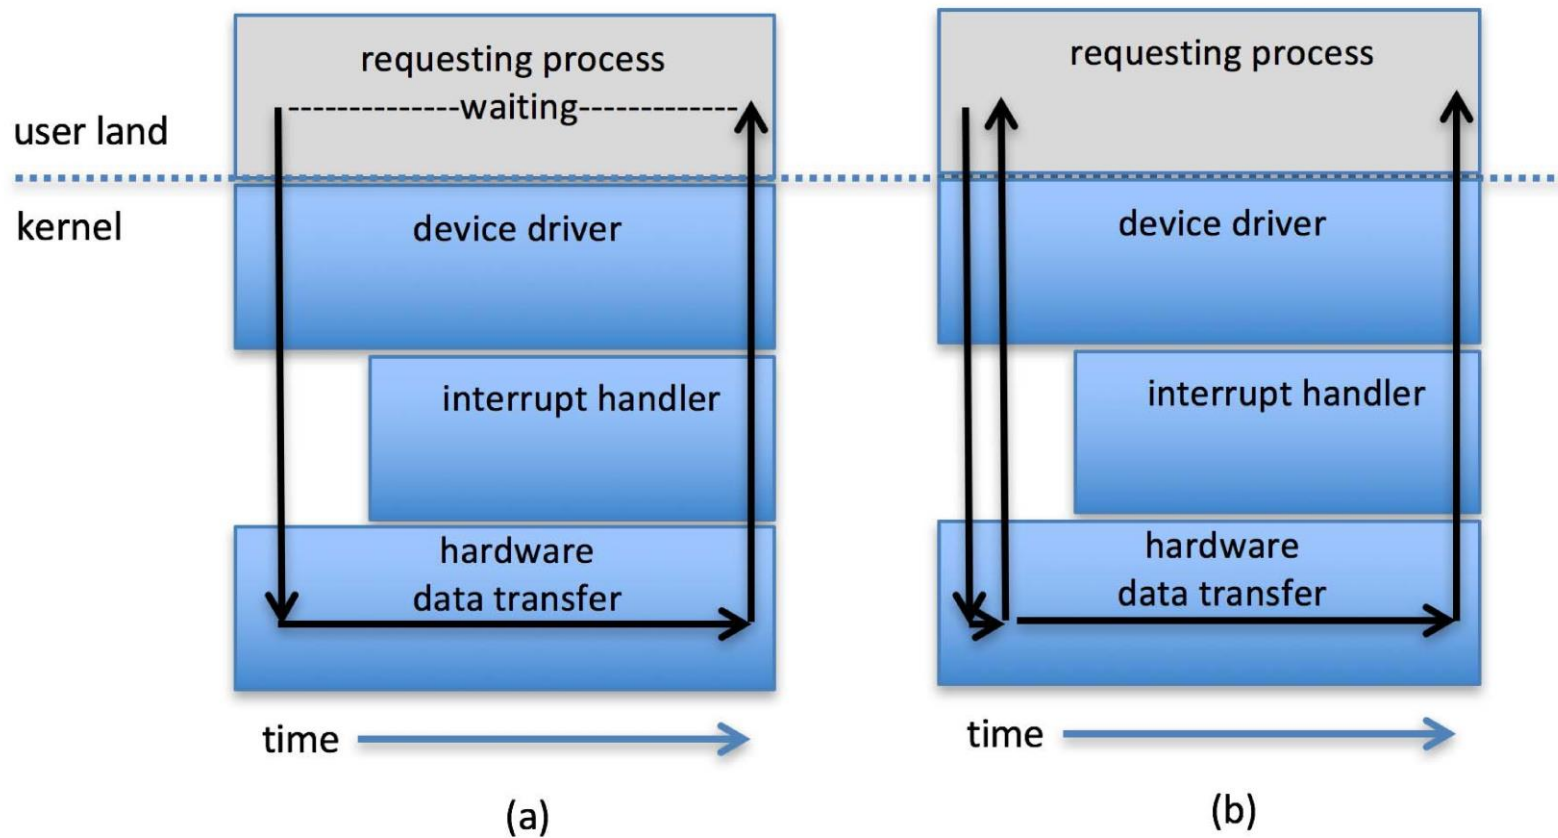 requesting process
-------------waiting-------------
user land
kernel
device driver
interrupt handler
hardware
data transfer
time
(a)
requesting process
device driver
interrupt handler
hardware
data transfer
time
(b)